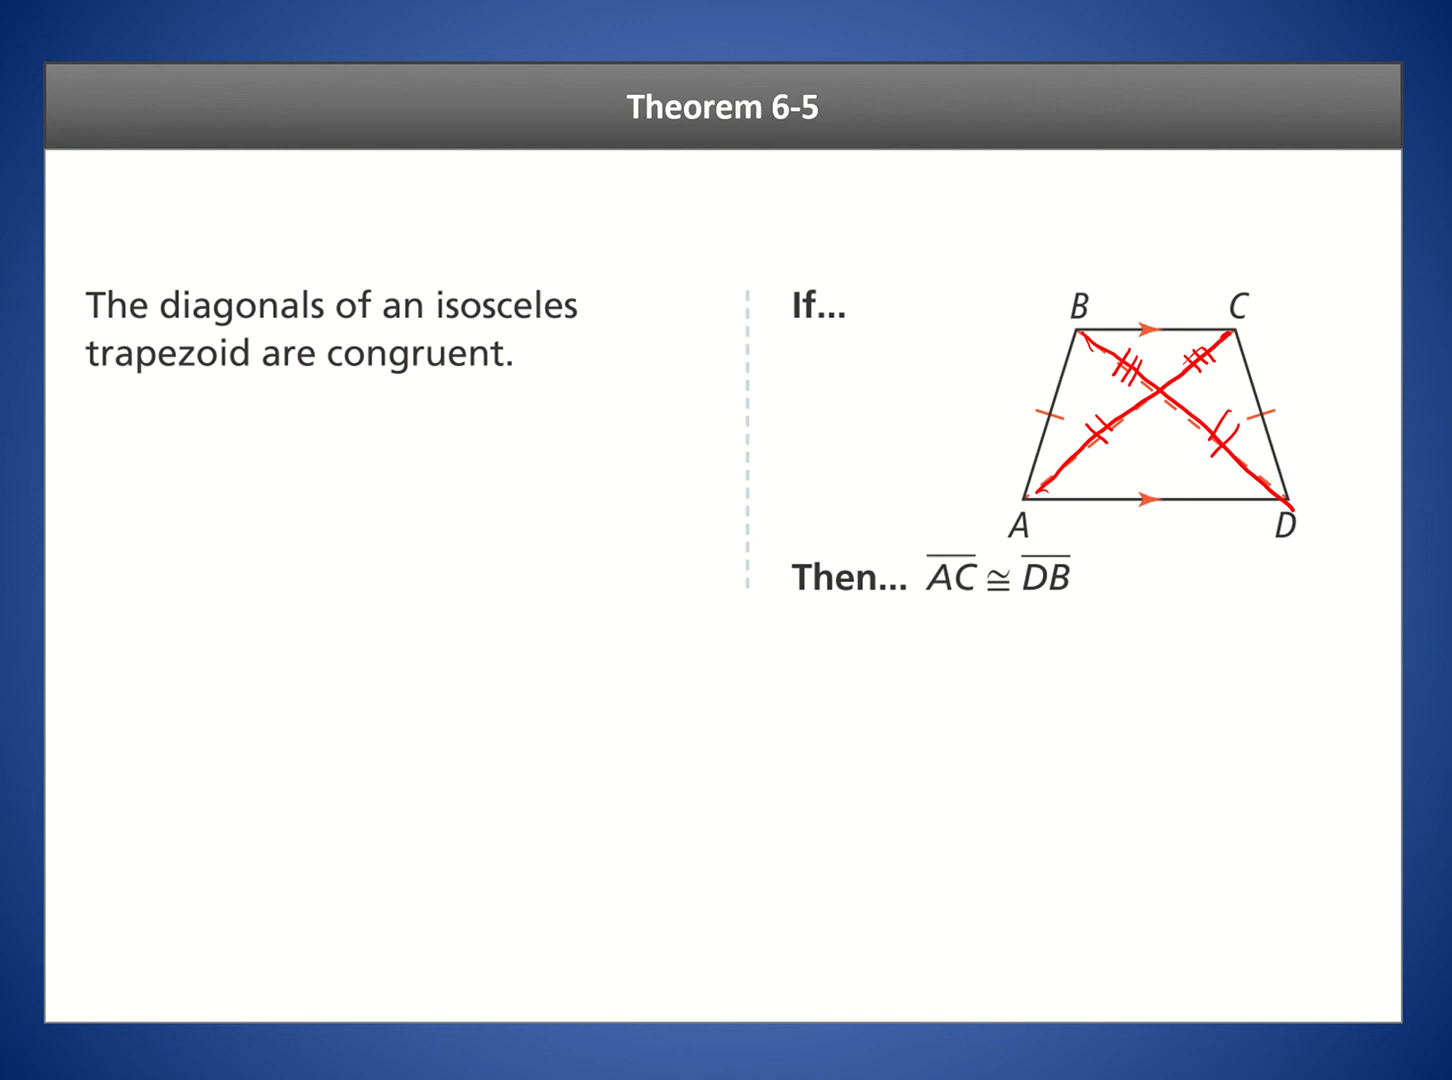 Theorem 6-5
The diagonals of an isosceles
trapezoid are congruent.
If...
B C
A D
Then... AC ≅ DB